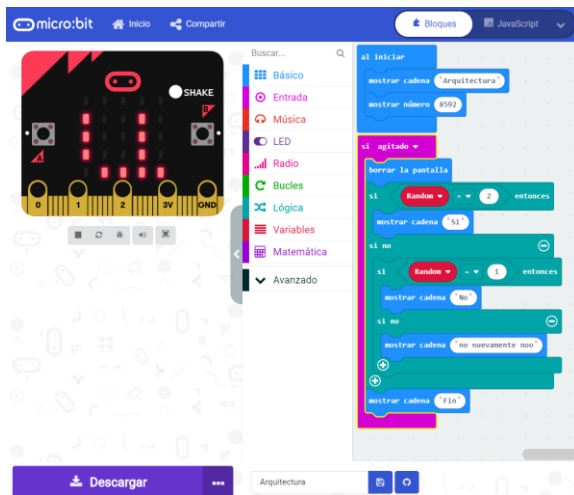 micro:bit Inicio Compartir Bloques JavaScript
SHAKE
B
A
0 1 2 3V GND
Buscar...
Básico
Entrada
Música
LED
Radio
Bucles
Lógica
Variables
Matemática
Avanzado
al iniciar
mostrar cadena "Arquitectura"
mostrar número 8592
si agitado
borrar la pantalla
si Random = 2 entonces
mostrar cadena "Si"
si no
si Random = 1 entonces
mostrar cadena "No"
si no
mostrar cadena "no nuevamente noo"
mostrar cadena "Fin"
Descargar ... Arquitectura